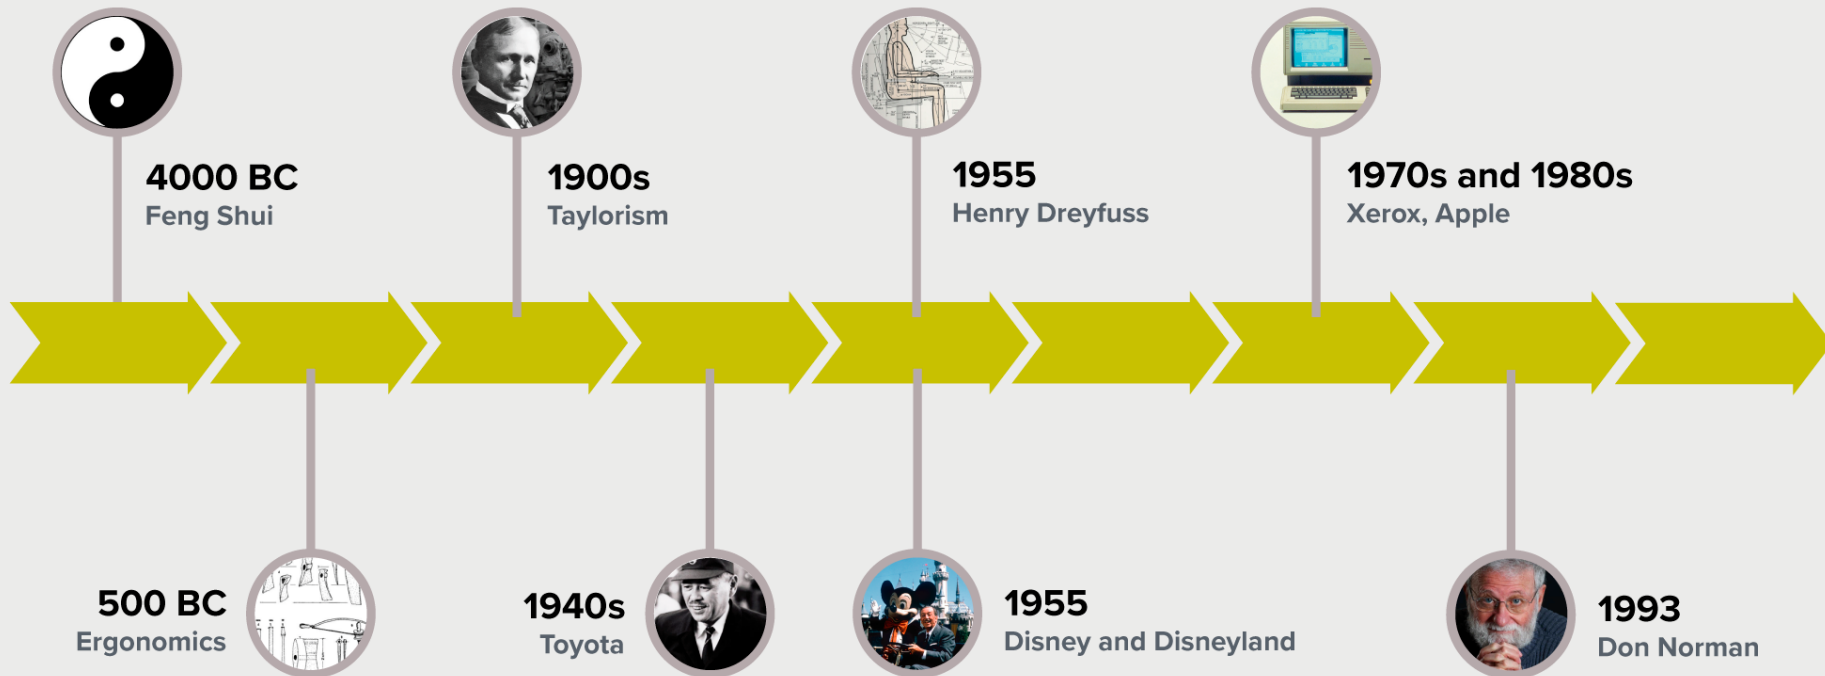 4000 BC
Feng Shui
1900s
Taylorism
1955
Henry Dreyfuss
1970s and 1980s
Xerox, Apple
500 BC
Ergonomics
1940s
Toyota
1955
Disney and Disneyland
1993
Don Norman